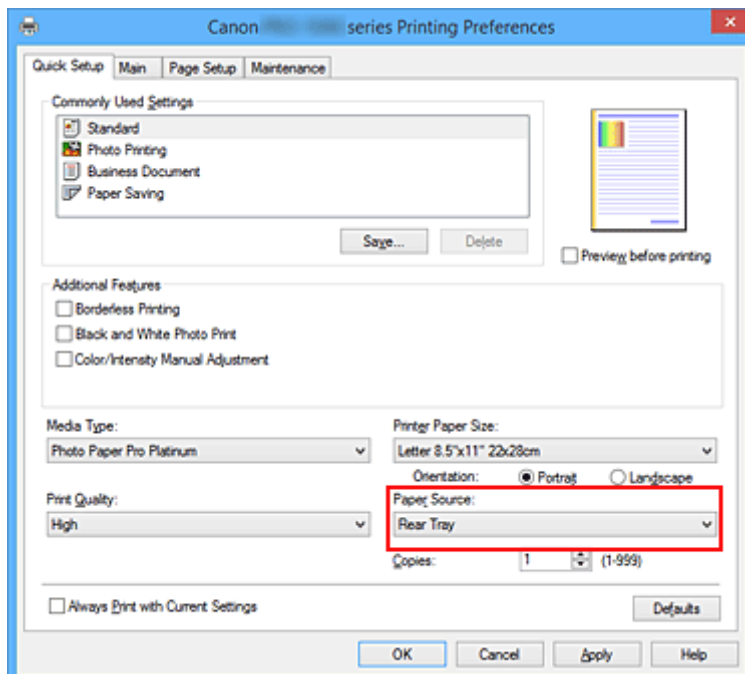 Canon series Printing Preferences
Quick Setup Main Page Setup Maintenance
Commonly Used Settings
Standard
Photo Printing
Business Document
Paper Saving
Save... Delete
Preview before printing
Additional Features
Borderless Printing
Black and White Photo Print
Color/Intensity Manual Adjustment
Media Type: Printer Paper Size:
Photo Paper Pro Platinum Letter 8.5"x11" 22x28cm
Orientation: Portrait Landscape
Print Quality: Paper Source:
High Rear Tray
Copies: 1 (1-999)
Always Print with Current Settings Defaults
OK Cancel Apply Help